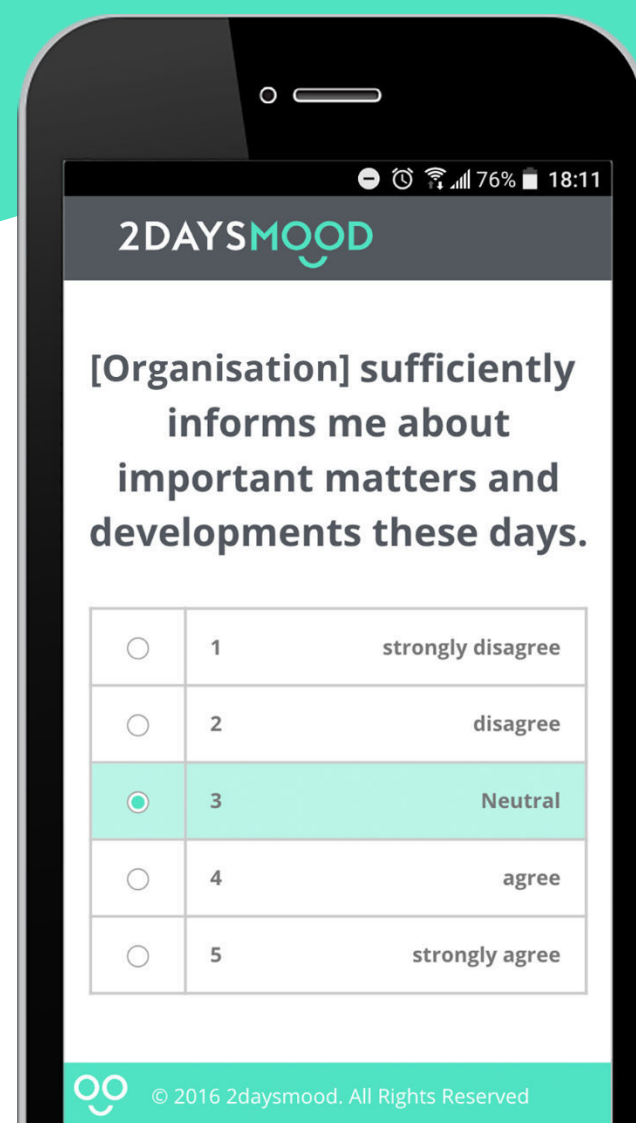 76% 18:11
2DAYSMOOD
[Organisation] sufficiently
informs me about
important matters and
developments these days.
1 strongly disagree
2 disagree
3 Neutral
4 agree
5 strongly agree
© 2016 2daysmood. All Rights Reserved